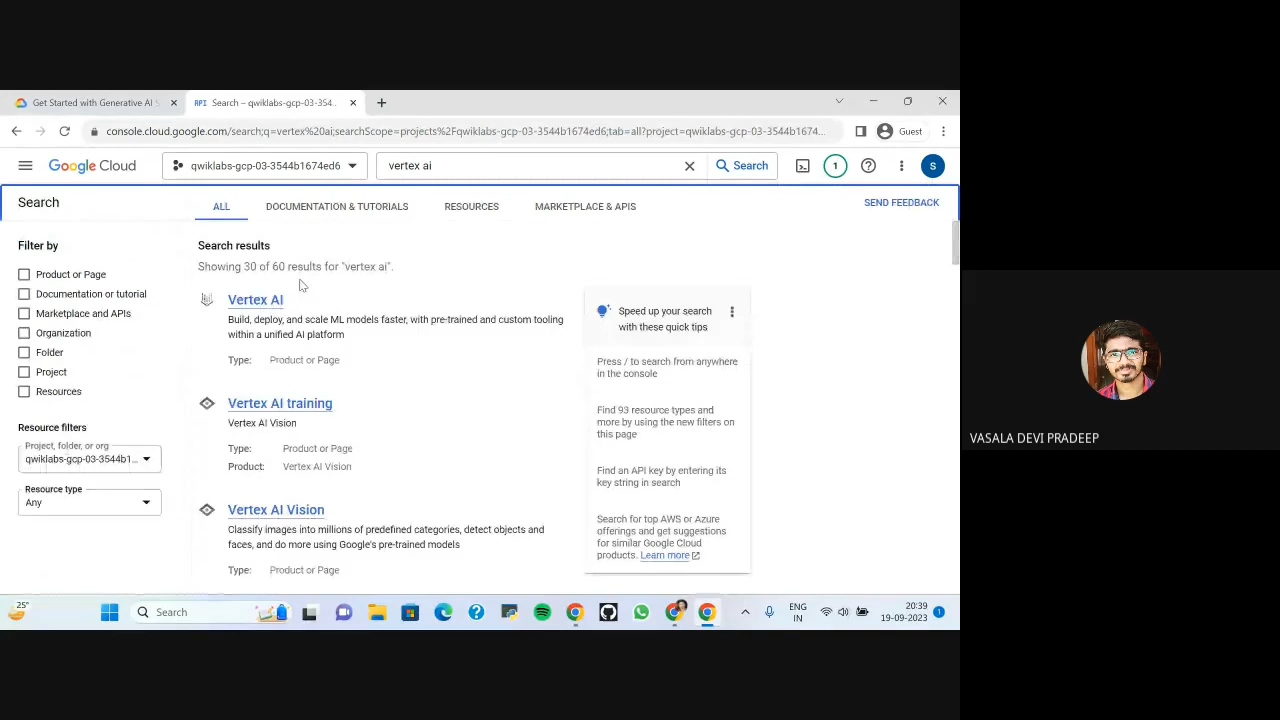 Get Started with Generative AI S
Search – qwiklabs-gcp-03-354...
console.cloud.google.com/search;q=vertex%20ai;searchScope=projects%2Fqwiklabs-gcp-03-3544b1674ed6;tab=all?project=qwiklabs-gcp-03-3544b1674...
Guest
Google Cloud
qwiklabs-gcp-03-3544b1674ed6
vertex ai
Search
1
S
Search
ALL
DOCUMENTATION & TUTORIALS
RESOURCES
MARKETPLACE & APIS
SEND FEEDBACK
Filter by
Product or Page
Documentation or tutorial
Marketplace and APIs
Organization
Folder
Project
Resources
Resource filters
Project, folder, or org
qwiklabs-gcp-03-3544b1...
Resource type
Any
Search results
Showing 30 of 60 results for "vertex ai".
Vertex AI
Build, deploy, and scale ML models faster, with pre-trained and custom tooling
within a unified AI platform
Type: Product or Page
Vertex AI training
Vertex AI Vision
Type: Product or Page
Product: Vertex AI Vision
Vertex AI Vision
Classify images into millions of predefined categories, detect objects and
faces, and do more using Google's pre-trained models
Type: Product or Page
Speed up your search
with these quick tips
Press / to search from anywhere
in the console
Find 93 resource types and
more by using the new filters on
this page
Find an API key by entering its
key string in search
Search for top AWS or Azure
offerings and get suggestions
for similar Google Cloud
products. Learn more
VASALA DEVI PRADEEP
25°
Search
ENG
IN
20:39
19-09-2023
1